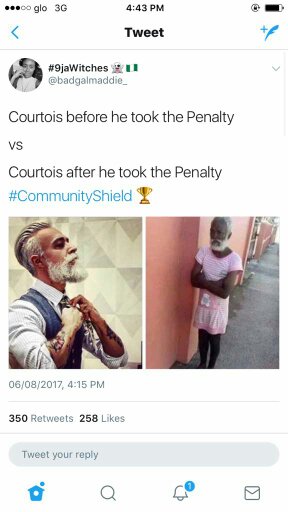 glo 3G 4:43 PM
Tweet
#9jaWitches 👻🇳🇬
@badgalmaddie_
Courtois before he took the Penalty
vs
Courtois after he took the Penalty
#CommunityShield 🏆
06/08/2017, 4:15 PM
350 Retweets 258 Likes
Tweet your reply
1